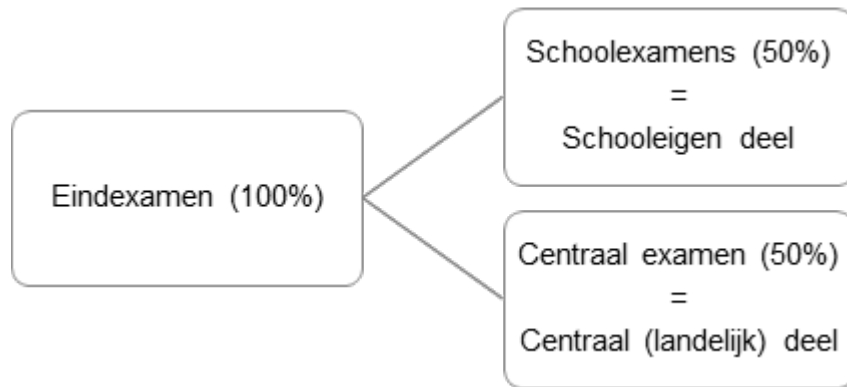 Eindexamen (100%)
Schoolexamens (50%)
=
Schooleigen deel
Centraal examen (50%)
=
Centraal (landelijk) deel